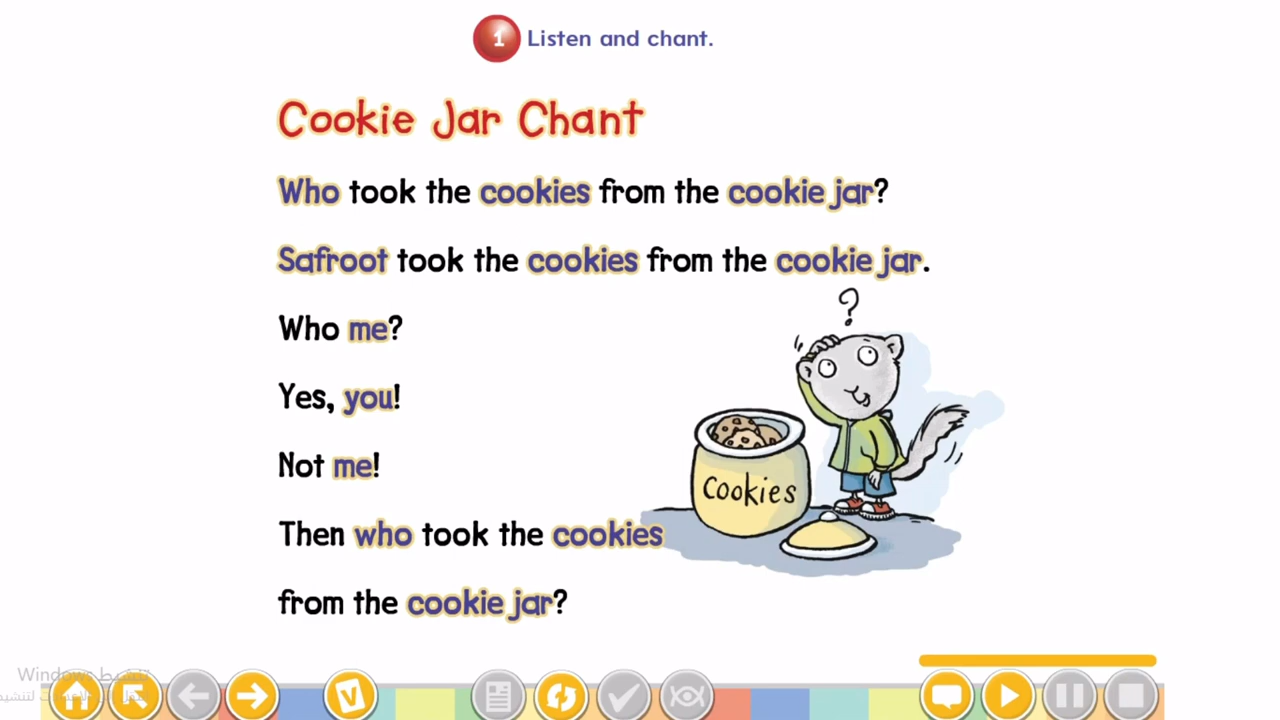 1 Listen and chant.
Cookie Jar Chant
Who took the cookies from the cookie jar?
Safroot took the cookies from the cookie jar.
?
Who me?
Yes, you!
Not me!
Cookies
Then who took the cookies
from the cookie jar?
تنشيط Windows